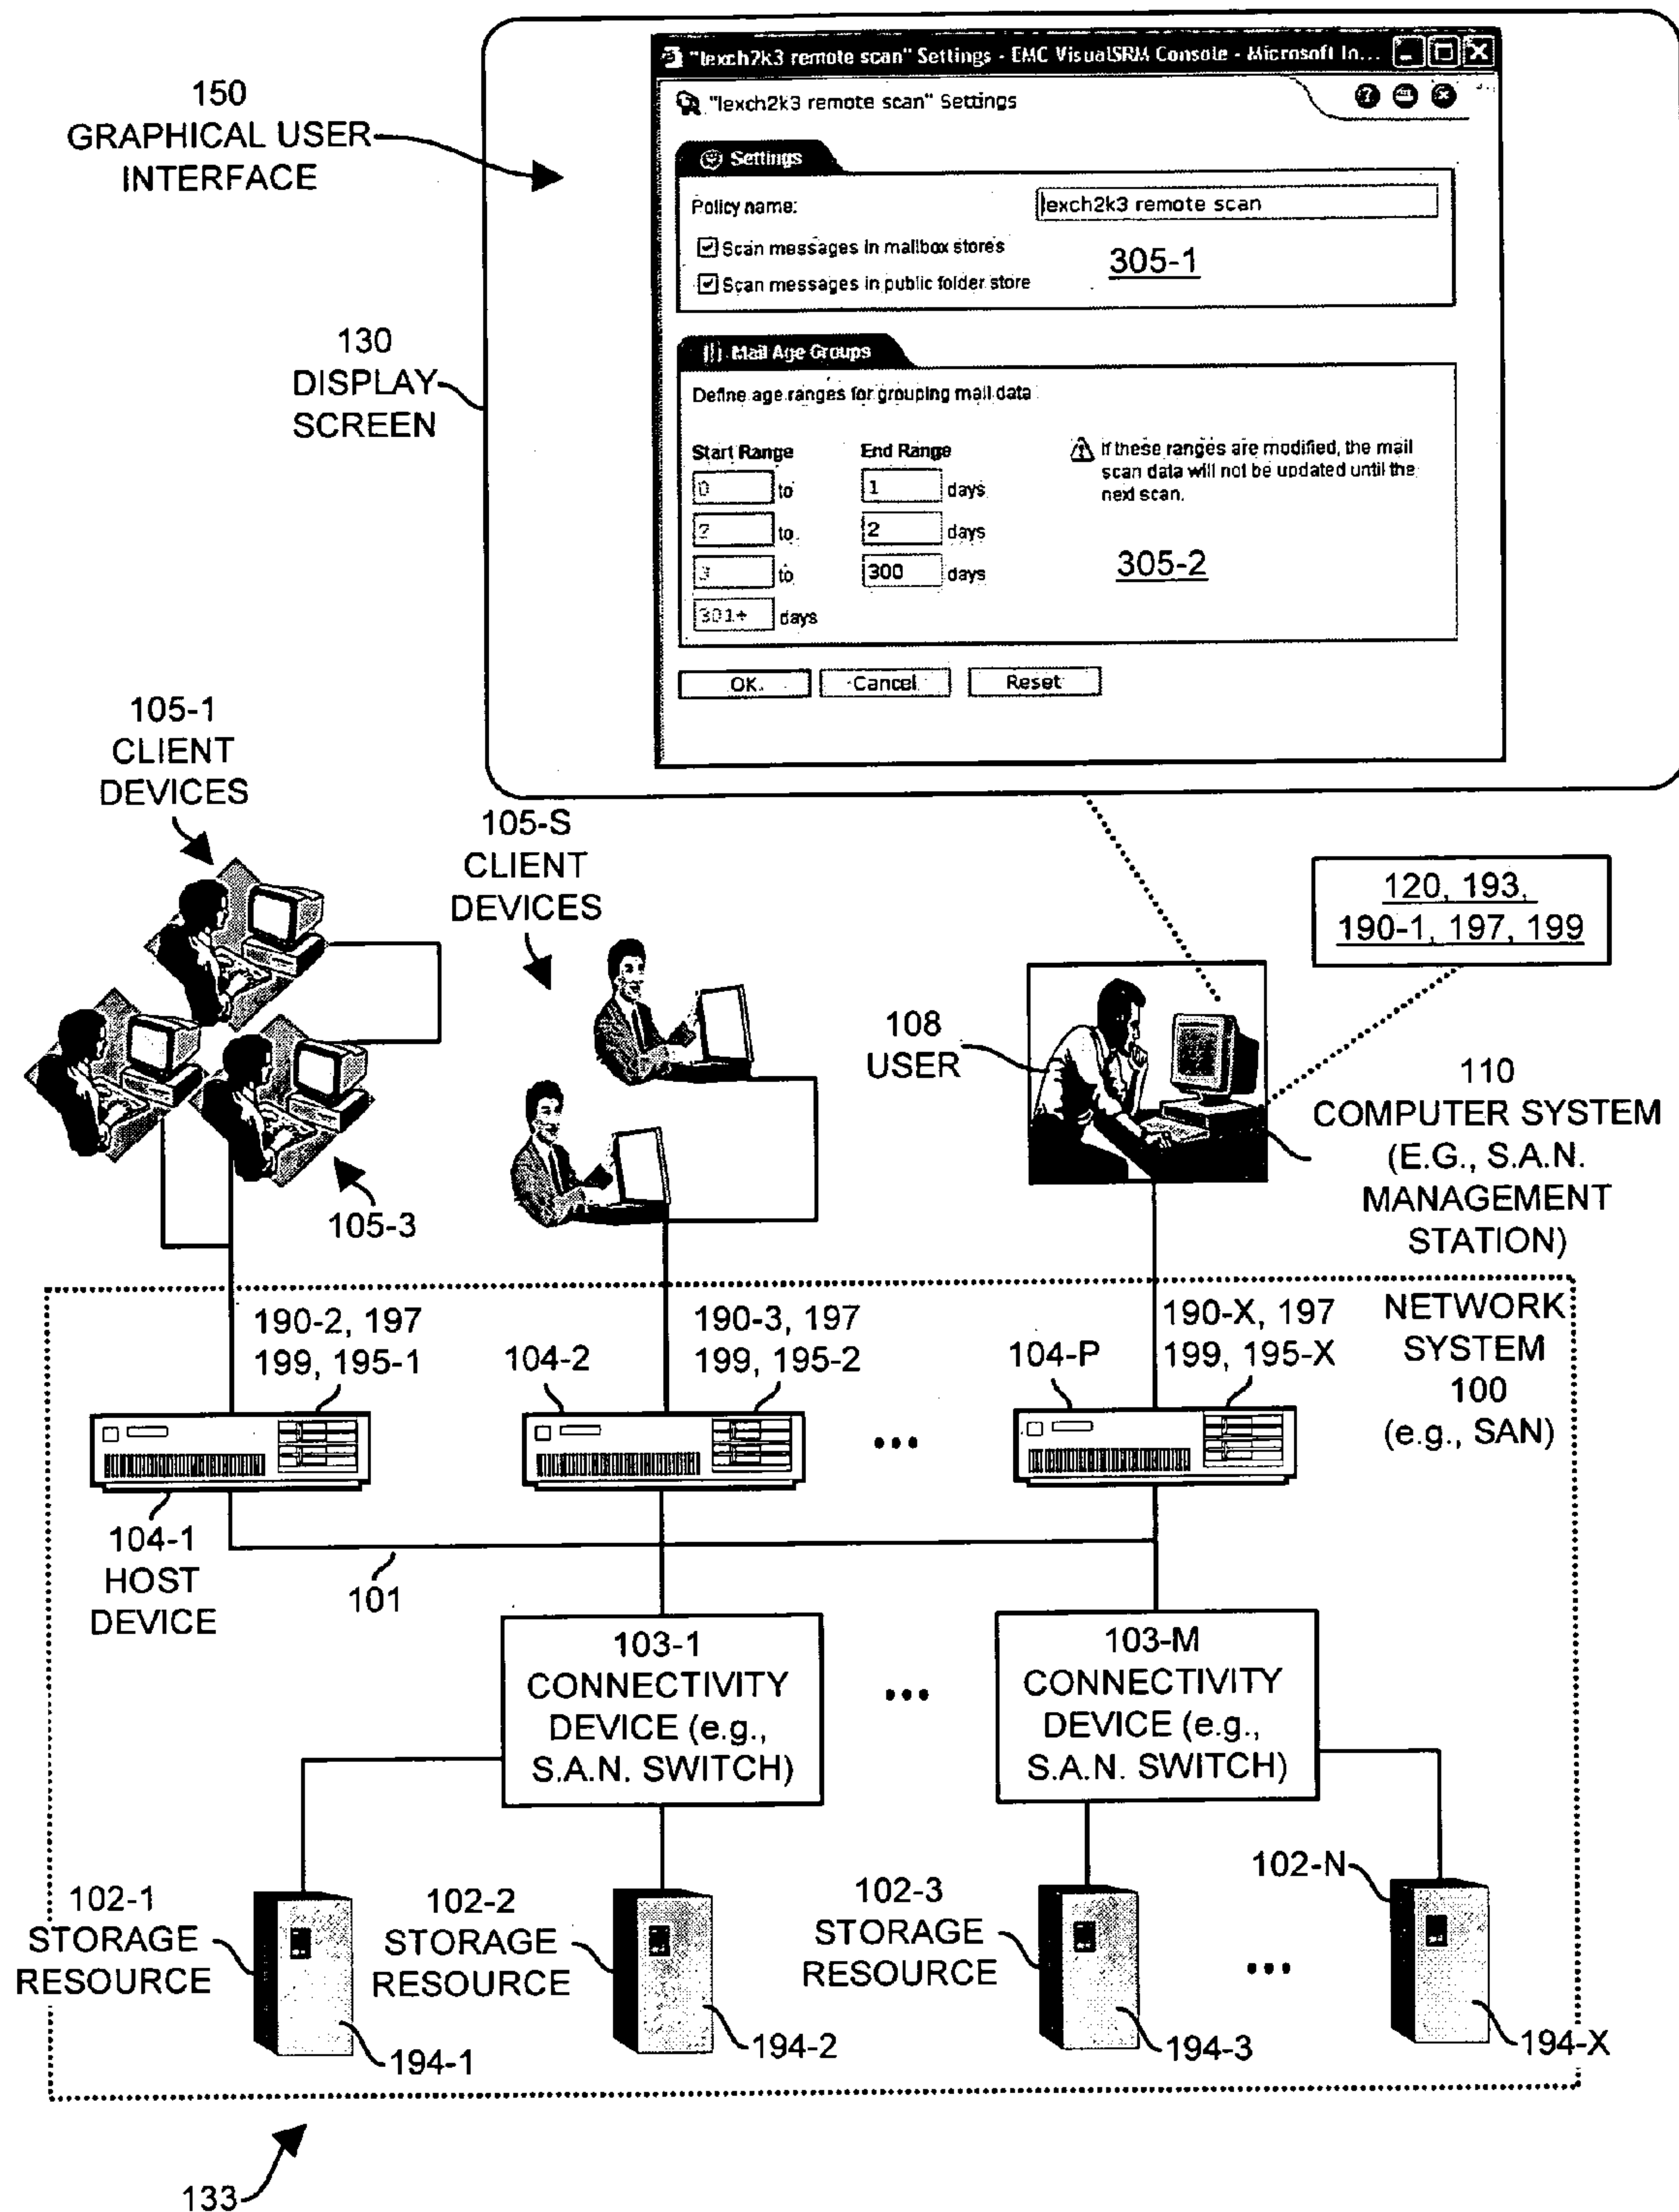 150
GRAPHICAL USER
INTERFACE
"lexch2k3 remote scan" Settings - EMC VisualSRM Console - Microsoft In...
"lexch2k3 remote scan" Settings
Settings
Policy name:
lexch2k3 remote scan
Scan messages in mailbox stores
Scan messages in public folder store
305-1
130
DISPLAY
SCREEN
Mail Age Groups
Define age ranges for grouping mail data
Start Range
End Range
If these ranges are modified, the mail
scan data will not be updated until the
next scan.
0 to 1 days
2 to 2 days
3 to 300 days
301+ days
305-2
OK Cancel Reset
105-1
CLIENT
DEVICES
105-S
CLIENT
DEVICES
120, 193,
190-1, 197, 199
108
USER
110
COMPUTER SYSTEM
(E.G., S.A.N.
MANAGEMENT
STATION)
105-3
190-2, 197
199, 195-1
104-2
190-3, 197
199, 195-2
104-P
190-X, 197
199, 195-X
NETWORK
SYSTEM
100
(e.g., SAN)
...
104-1
HOST
DEVICE
101
103-1
CONNECTIVITY
DEVICE (e.g.,
S.A.N. SWITCH)
...
103-M
CONNECTIVITY
DEVICE (e.g.,
S.A.N. SWITCH)
102-1
STORAGE
RESOURCE
102-2
STORAGE
RESOURCE
102-3
STORAGE
RESOURCE
102-N
...
194-1
194-2
194-3
194-X
133